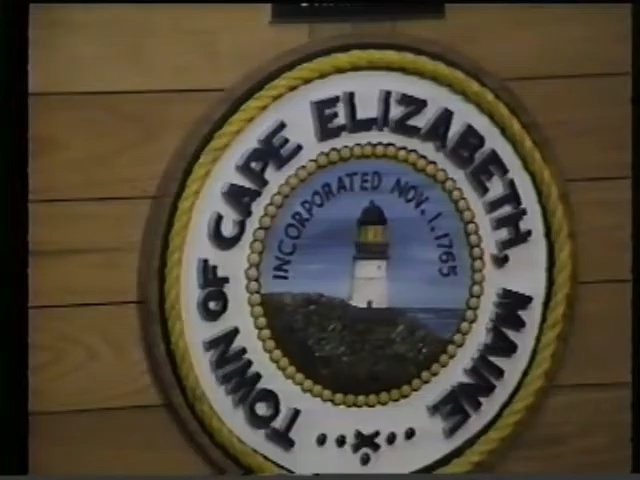 TOWN OF CAPE ELIZABETH, MAINE
INCORPORATED NOV. 1. 1765